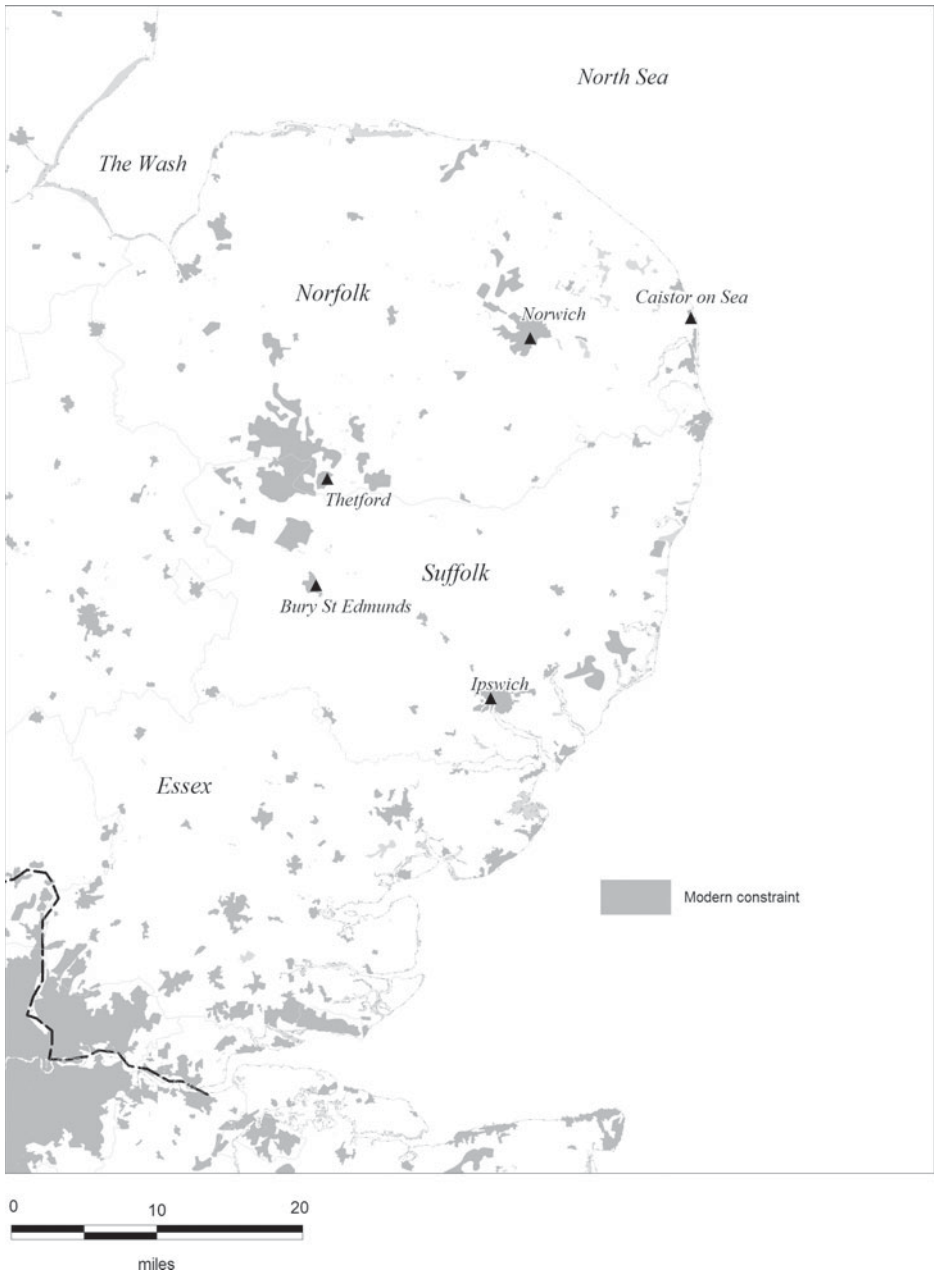 North Sea
The Wash
Norfolk
Caistor on Sea
Norwich
Thetford
Suffolk
Bury St Edmunds
Ipswich
Essex
Modern constraint
0 10 20
miles